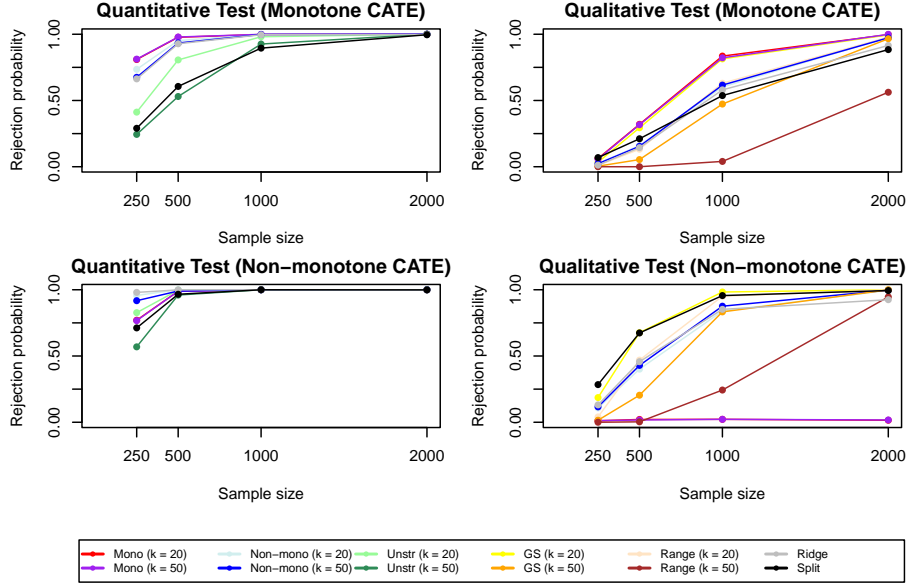 Quantitative Test (Monotone CATE)
Rejection probability
0.00
0.50
1.00
250
500
1000
2000
Sample size
Qualitative Test (Monotone CATE)
Rejection probability
0.00
0.50
1.00
250
500
1000
2000
Sample size
Quantitative Test (Non−monotone CATE)
Rejection probability
0.00
0.50
1.00
250
500
1000
2000
Sample size
Qualitative Test (Non−monotone CATE)
Rejection probability
0.00
0.50
1.00
250
500
1000
2000
Sample size
Mono (k = 20) Non−mono (k = 20) Unstr (k = 20) GS (k = 20) Range (k = 20) Ridge
Mono (k = 50) Non−mono (k = 50) Unstr (k = 50) GS (k = 50) Range (k = 50) Split